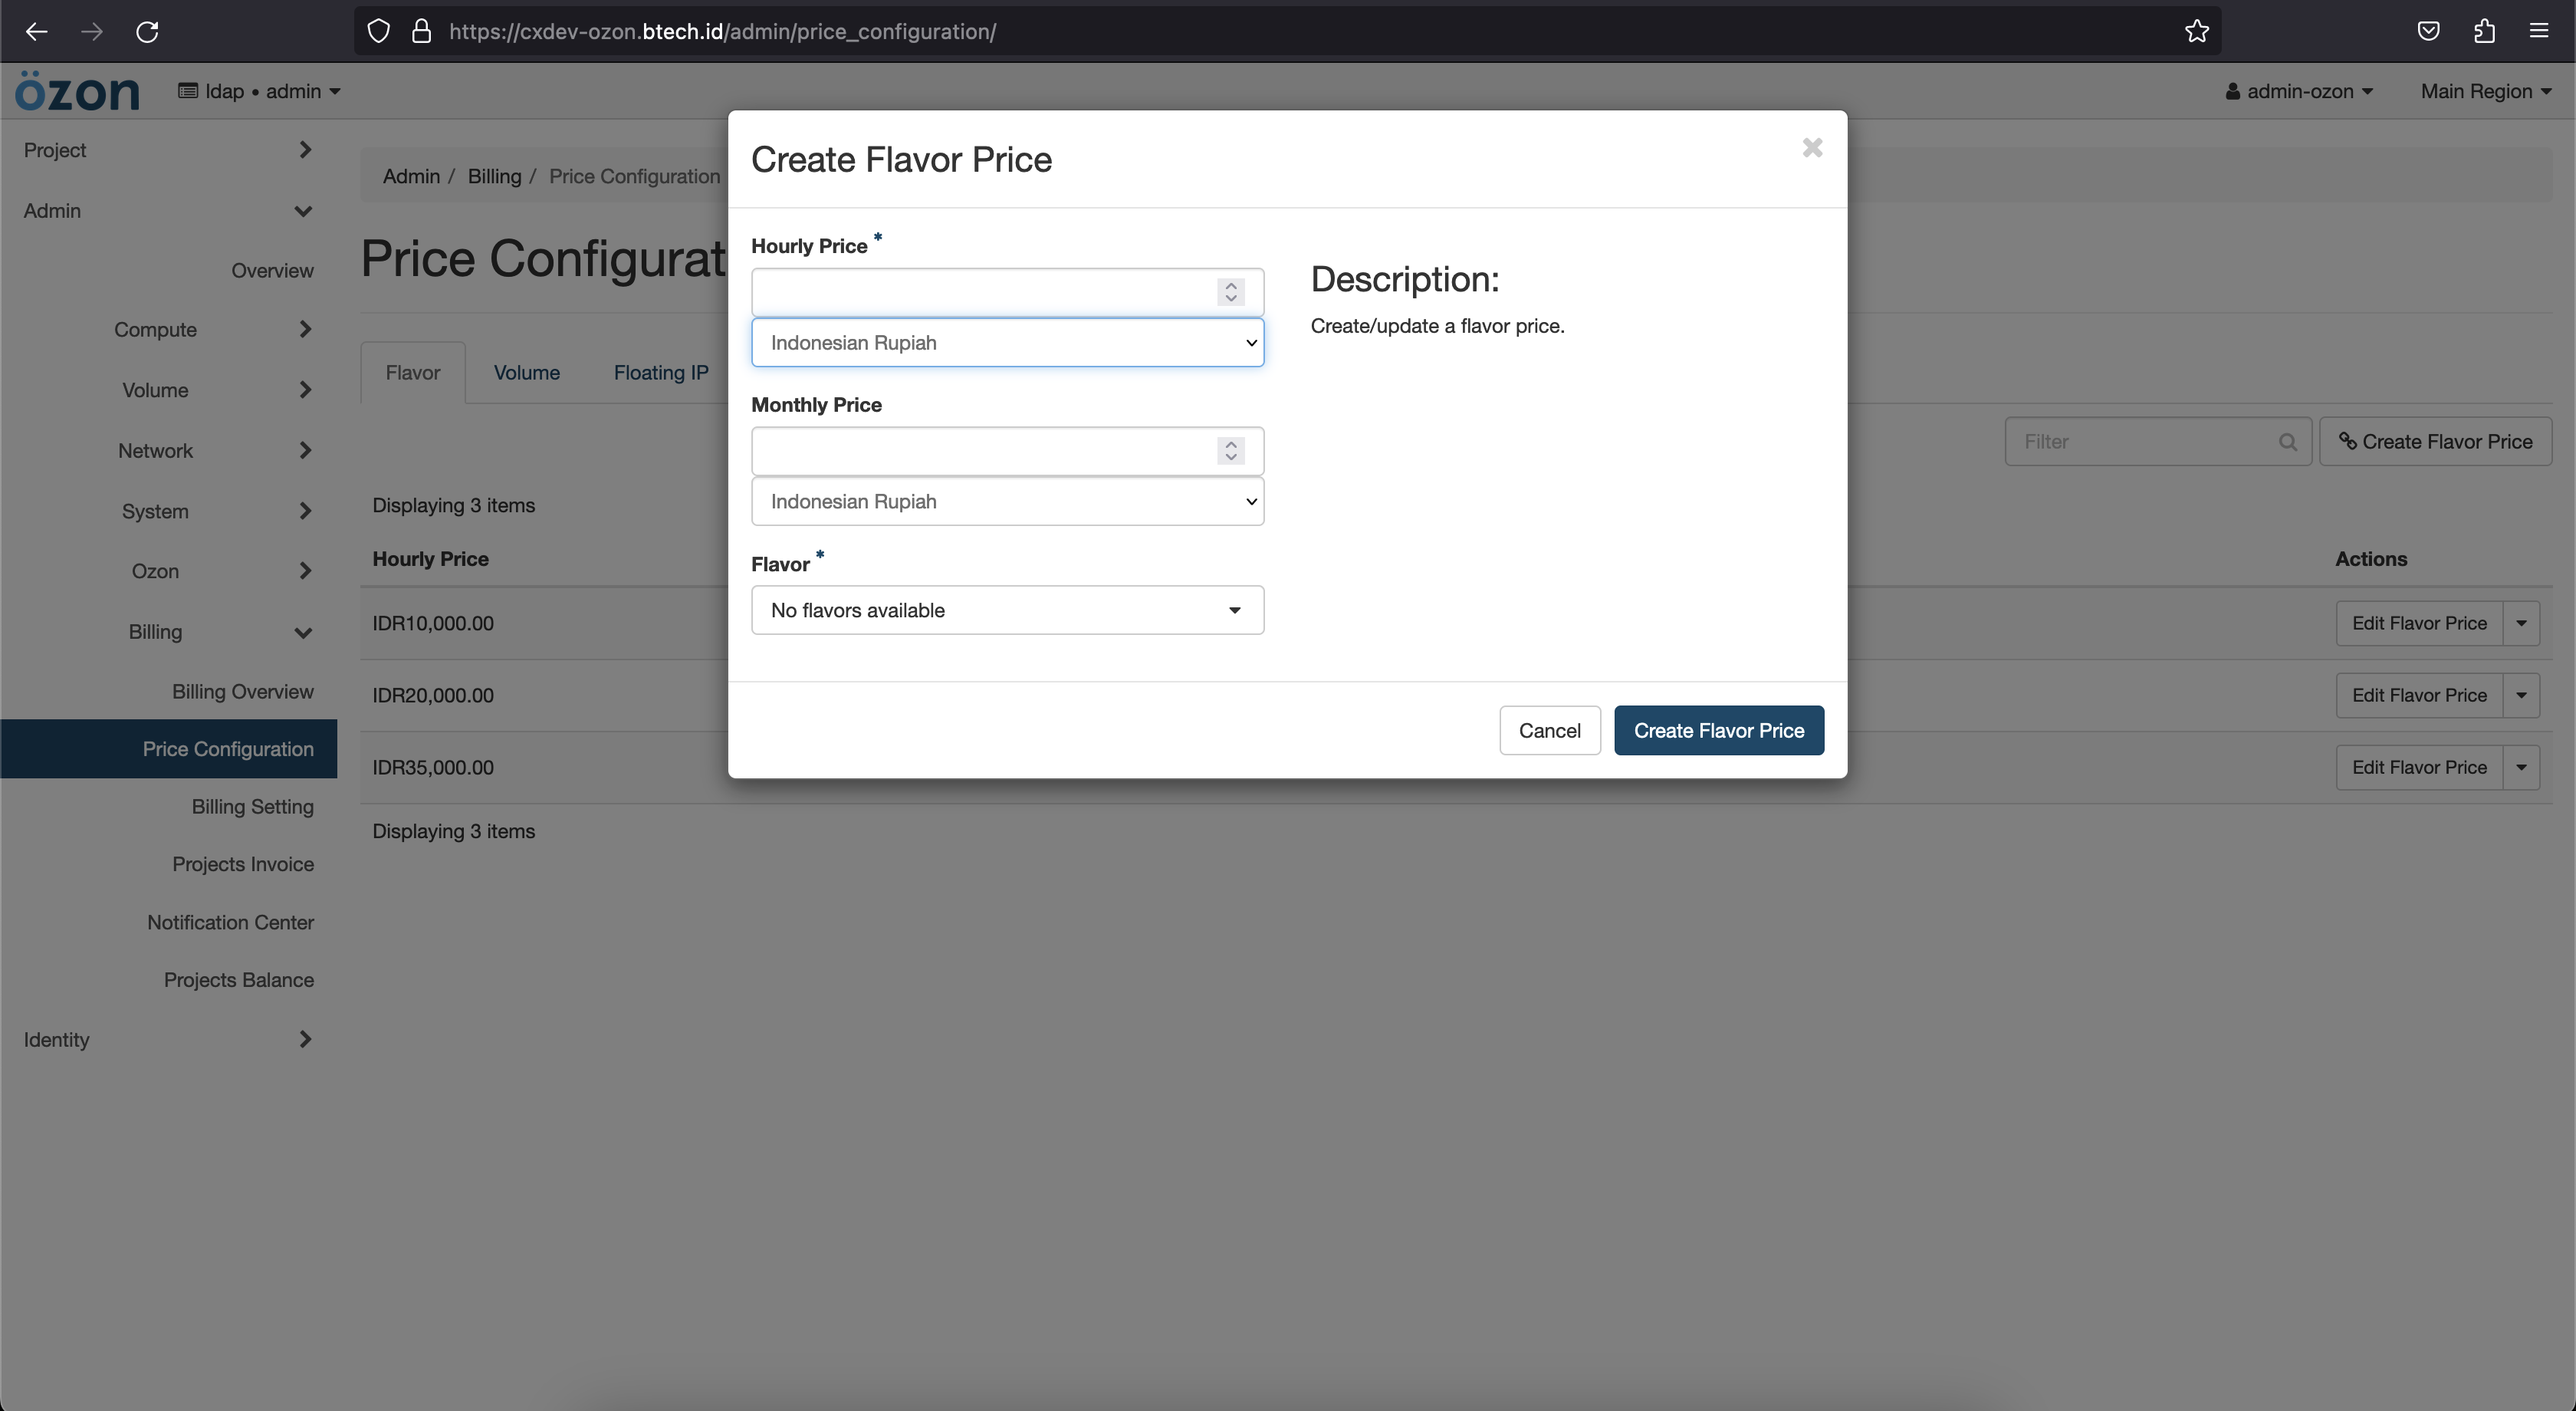 https://cxdev-ozon.btech.id/admin/price_configuration/
özon
ldap • admin
admin-ozon
Main Region
Project
Admin
Overview
Compute
Volume
Network
System
Ozon
Billing
Billing Overview
Price Configuration
Billing Setting
Projects Invoice
Notification Center
Projects Balance
Identity
Admin / Billing / Price Configuration
Price Configurat
Flavor Volume Floating IP
Filter
Create Flavor Price
Displaying 3 items
Hourly Price
Actions
IDR10,000.00
Edit Flavor Price
IDR20,000.00
Edit Flavor Price
IDR35,000.00
Edit Flavor Price
Displaying 3 items
Create Flavor Price
Hourly Price *
Indonesian Rupiah
Monthly Price
Indonesian Rupiah
Flavor *
No flavors available
Description:
Create/update a flavor price.
Cancel
Create Flavor Price